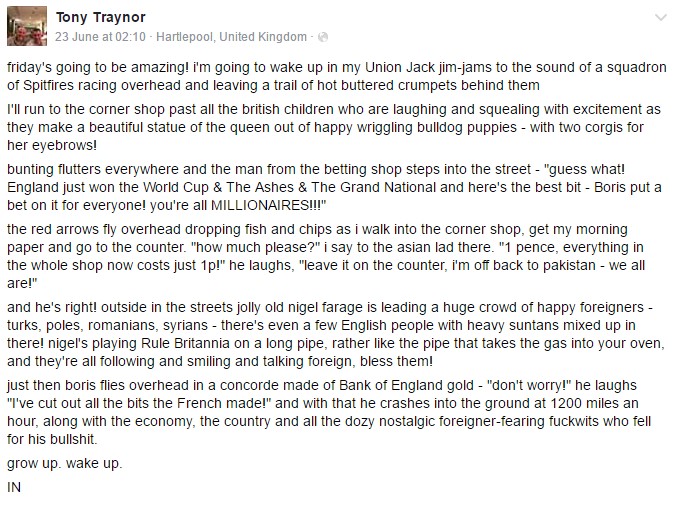 Tony Traynor
23 June at 02:10 · Hartlepool, United Kingdom ·
friday's going to be amazing! i'm going to wake up in my Union Jack jim-jams to the sound of a squadron
of Spitfires racing overhead and leaving a trail of hot buttered crumpets behind them
I'll run to the corner shop past all the british children who are laughing and squealing with excitement as
they make a beautiful statue of the queen out of happy wriggling bulldog puppies - with two corgis for
her eyebrows!
bunting flutters everywhere and the man from the betting shop steps into the street - "guess what!
England just won the World Cup & The Ashes & The Grand National and here's the best bit - Boris put a
bet on it for everyone! you're all MILLIONAIRES!!!"
the red arrows fly overhead dropping fish and chips as i walk into the corner shop, get my morning
paper and go to the counter. "how much please?" i say to the asian lad there. "1 pence, everything in
the whole shop now costs just 1p!" he laughs, "leave it on the counter, i'm off back to pakistan - we all
are!"
and he's right! outside in the streets jolly old nigel farage is leading a huge crowd of happy foreigners -
turks, poles, romanians, syrians - there's even a few English people with heavy suntans mixed up in
there! nigel's playing Rule Britannia on a long pipe, rather like the pipe that takes the gas into your oven,
and they're all following and smiling and talking foreign, bless them!
just then boris flies overhead in a concorde made of Bank of England gold - "don't worry!" he laughs
"I've cut out all the bits the French made!" and with that he crashes into the ground at 1200 miles an
hour, along with the economy, the country and all the dozy nostalgic foreigner-fearing fuckwits who fell
for his bullshit.
grow up. wake up.
IN